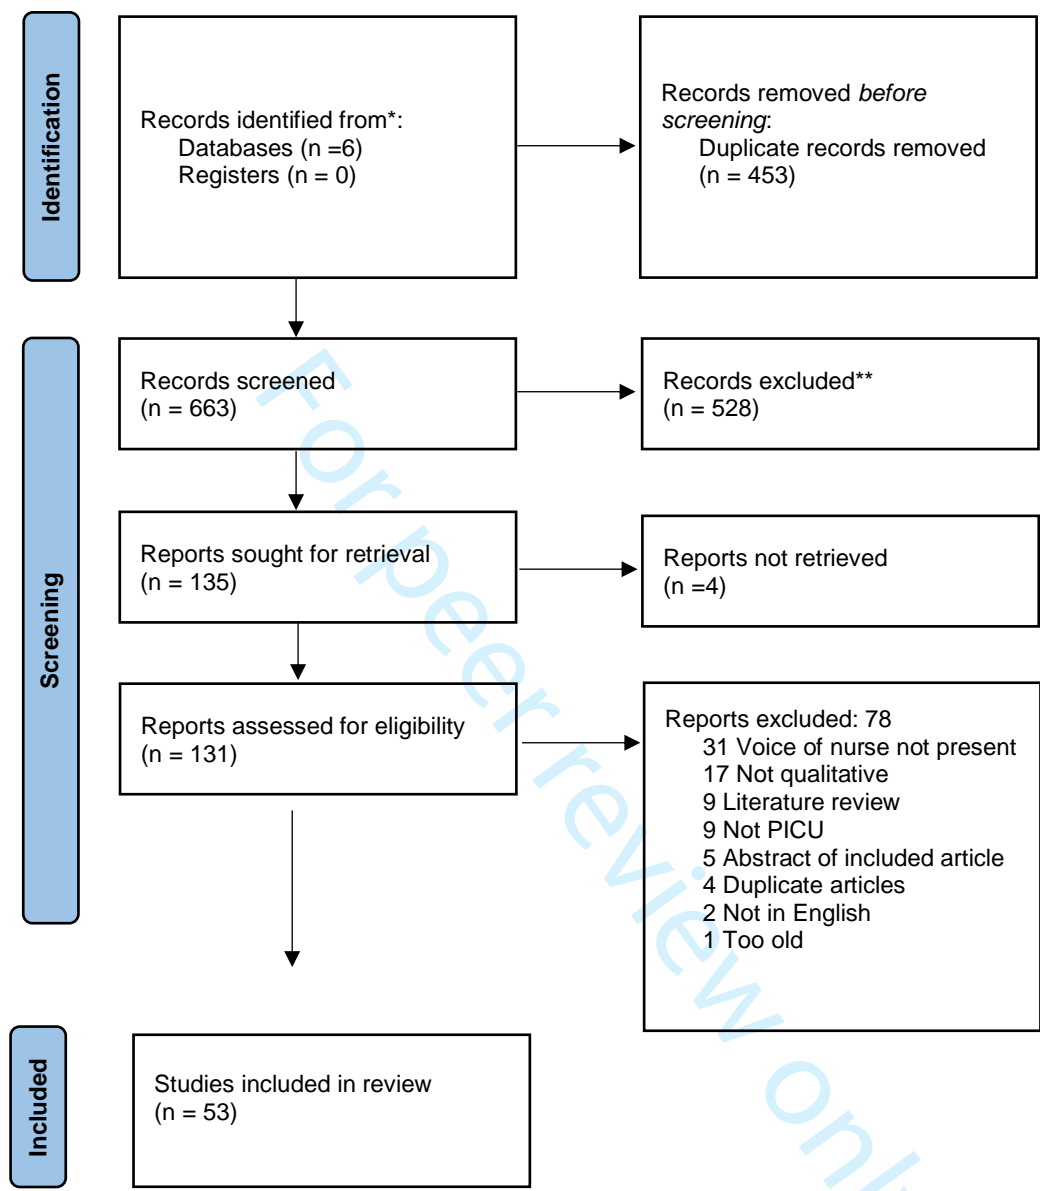 Identification
Records identified from*:
Databases (n =6)
Registers (n = 0)
Records removed before
screening:
Duplicate records removed
(n = 453)
Screening
Records screened
(n = 663)
Records excluded**
(n = 528)
Reports sought for retrieval
(n = 135)
Reports not retrieved
(n =4)
Reports assessed for eligibility
(n = 131)
Reports excluded: 78
31 Voice of nurse not present
17 Not qualitative
9 Literature review
9 Not PICU
5 Abstract of included article
4 Duplicate articles
2 Not in English
1 Too old
Included
Studies included in review
(n = 53)
For peer review only